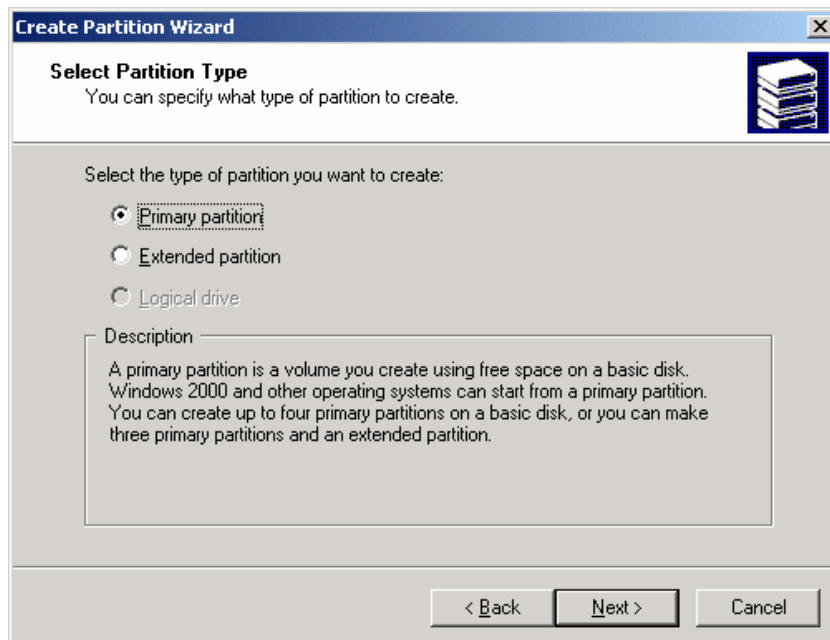 Create Partition Wizard
Select Partition Type
You can specify what type of partition to create.
Select the type of partition you want to create:
Primary partition
Extended partition
Logical drive
Description
A primary partition is a volume you create using free space on a basic disk.
Windows 2000 and other operating systems can start from a primary partition.
You can create up to four primary partitions on a basic disk, or you can make
three primary partitions and an extended partition.
< Back Next > Cancel